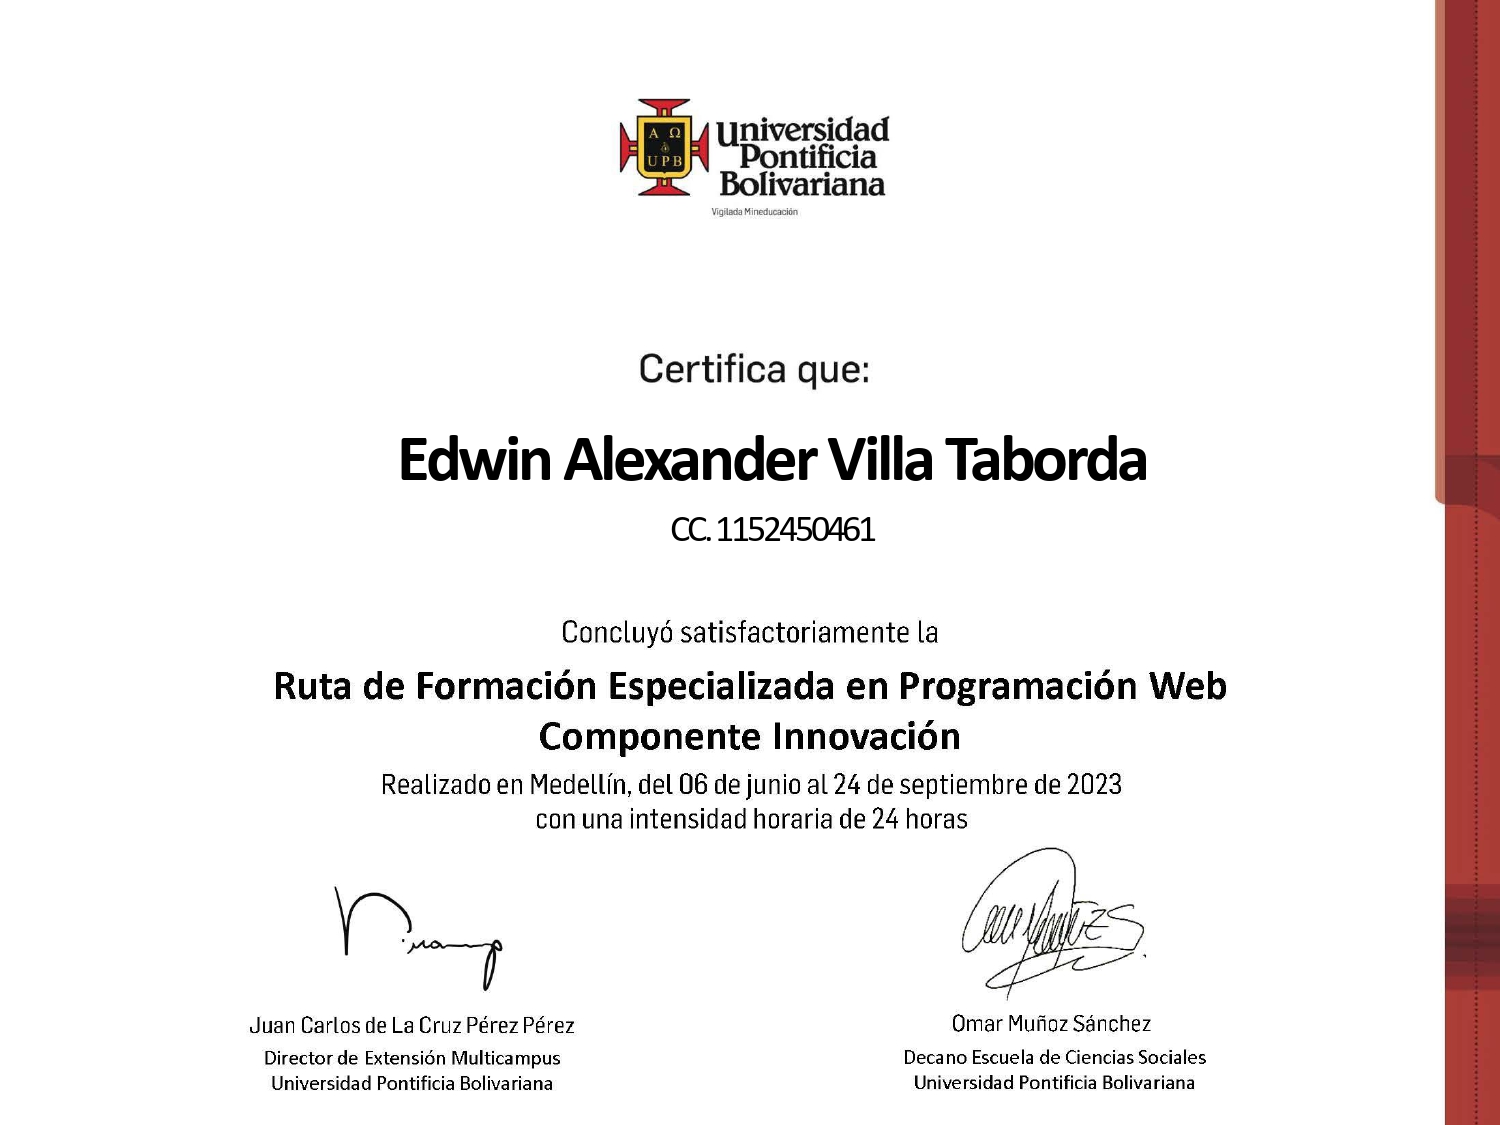 Α Ω
UPB
Universidad
Pontificia
Bolivariana
Vigilada Mineducación
Certifica que:
Edwin Alexander Villa Taborda
CC. 1152450461
Concluyó satisfactoriamente la
Ruta de Formación Especializada en Programación Web
Componente Innovación
Realizado en Medellín, del 06 de junio al 24 de septiembre de 2023
con una intensidad horaria de 24 horas
Juan Carlos de La Cruz Pérez Pérez
Director de Extensión Multicampus
Universidad Pontificia Bolivariana
Omar Muñoz Sánchez
Decano Escuela de Ciencias Sociales
Universidad Pontificia Bolivariana